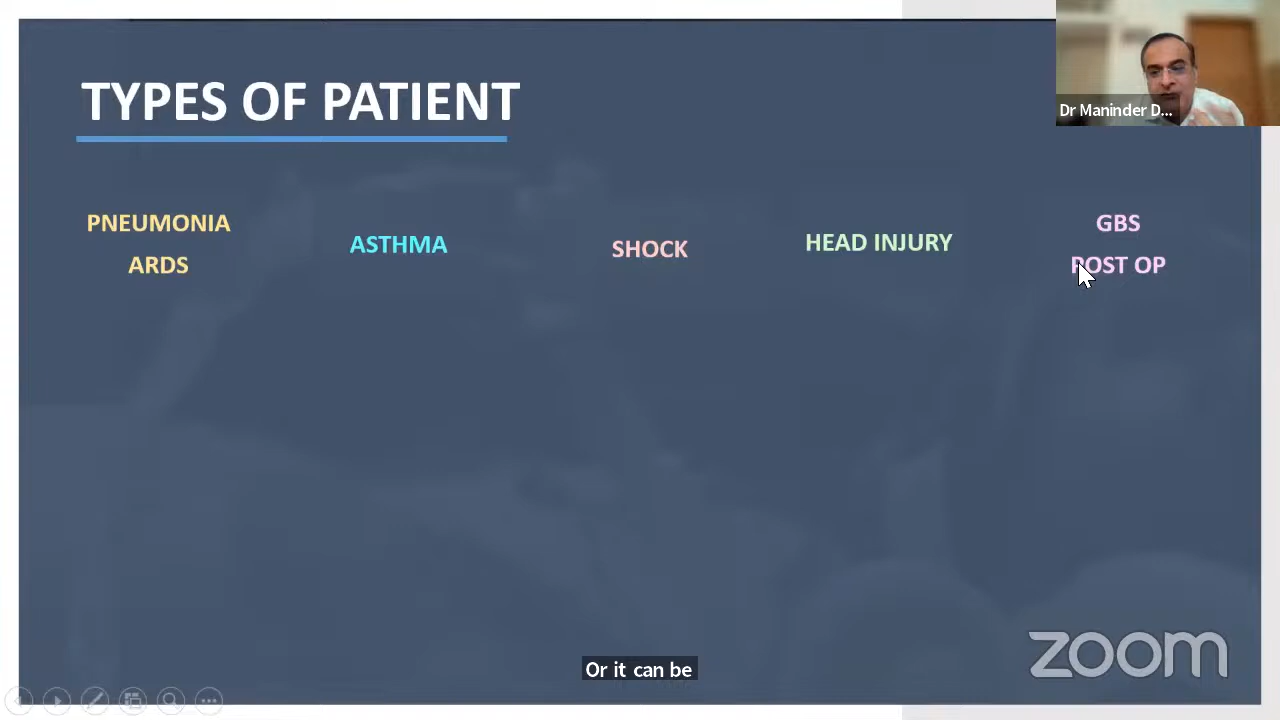 TYPES OF PATIENT
Dr Maninder D...
PNEUMONIA
ARDS
ASTHMA
SHOCK
HEAD INJURY
GBS
POST OP
Or it can be
zoom